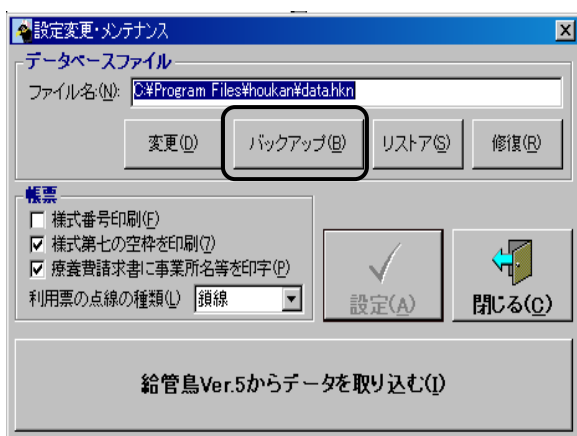 設定変更・メンテナンス
データベースファイル
ファイル名:(N): C:¥Program Files¥houkan¥data.hkn
変更(D) バックアップ(B) リストア(S) 修復(R)
帳票
様式番号印刷(F)
様式第七の空枠を印刷(7)
療養費請求書に事業所名等を印字(P)
利用票の点線の種類(L) 鎖線
設定(A) 閉じる(C)
給管鳥Ver.5からデータを取り込む(I)